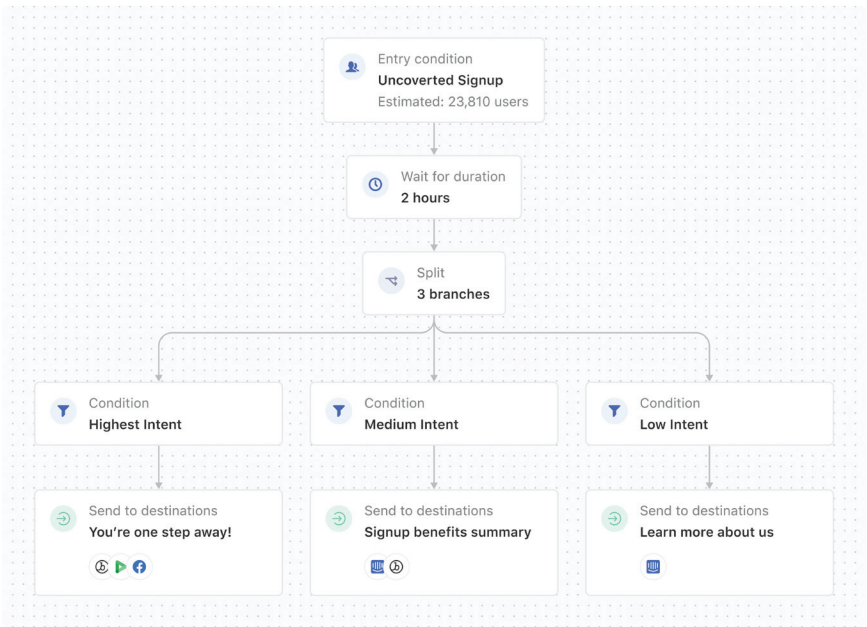 Entry condition
Uncoverted Signup
Estimated: 23,810 users
Wait for duration
2 hours
Split
3 branches
Condition
Highest Intent
Condition
Medium Intent
Condition
Low Intent
Send to destinations
You’re one step away!
Send to destinations
Signup benefits summary
Send to destinations
Learn more about us